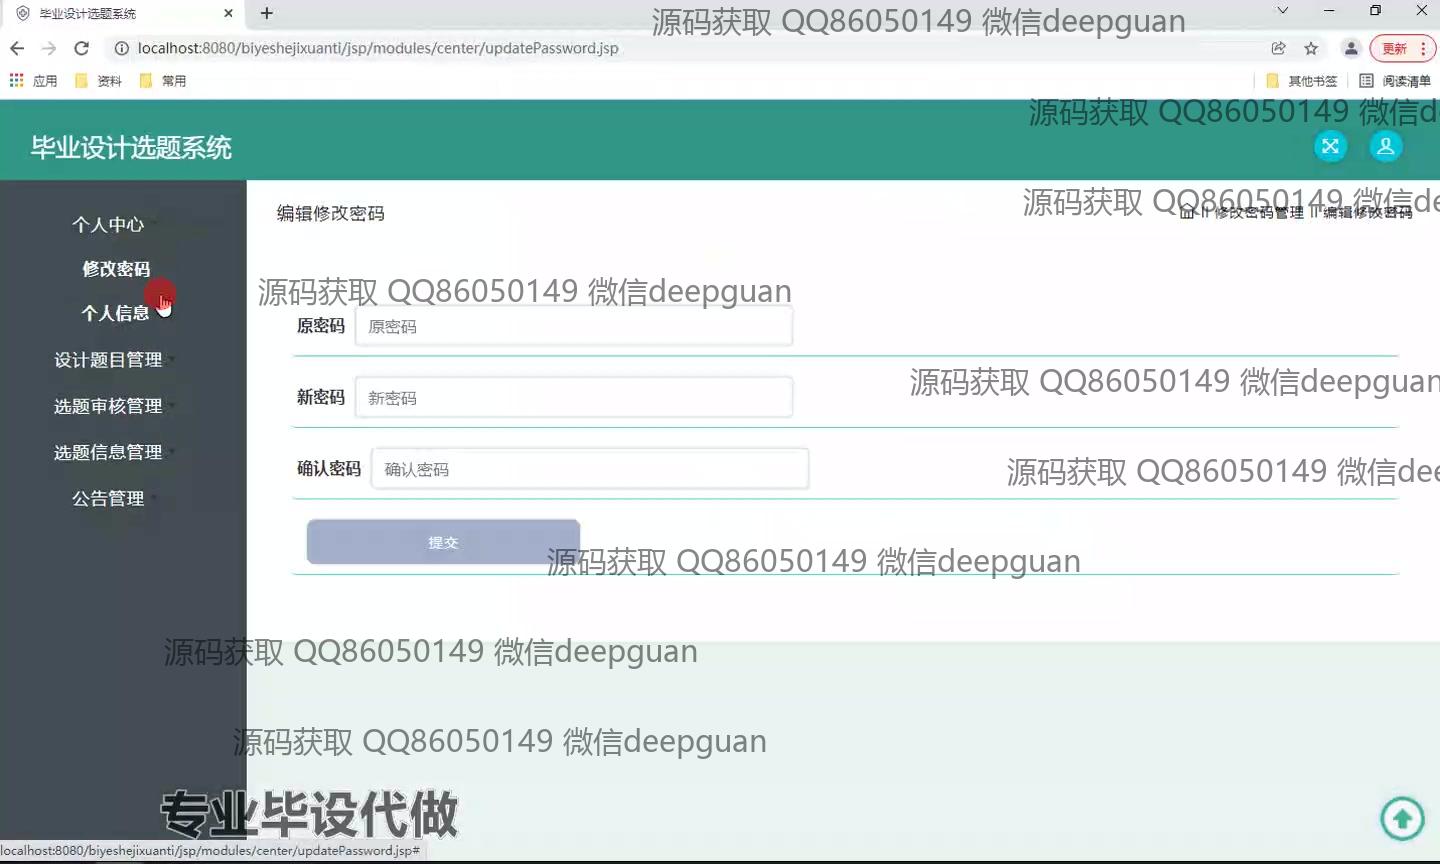 毕业设计选题系统
源码获取 QQ86050149 微信deepguan
localhost:8080/biyeshejixuanti/jsp/modules/center/updatePassword.jsp
更新
应用
资料
常用
其他书签
阅读清单
源码获取 QQ86050149 微信d
毕业设计选题系统
源码获取 QQ86050149 微信de
个人中心
编辑修改密码
// 修改密码管理 // 编辑修改密码
修改密码
源码获取 QQ86050149 微信deepguan
个人信息
原密码 原密码
设计题目管理
源码获取 QQ86050149 微信deepguan
新密码 新密码
选题审核管理
选题信息管理
确认密码 确认密码
源码获取 QQ86050149 微信dee
公告管理
提交
源码获取 QQ86050149 微信deepguan
源码获取 QQ86050149 微信deepguan
源码获取 QQ86050149 微信deepguan
专业毕设代做
localhost:8080/biyeshejixuanti/jsp/modules/center/updatePassword.jsp#